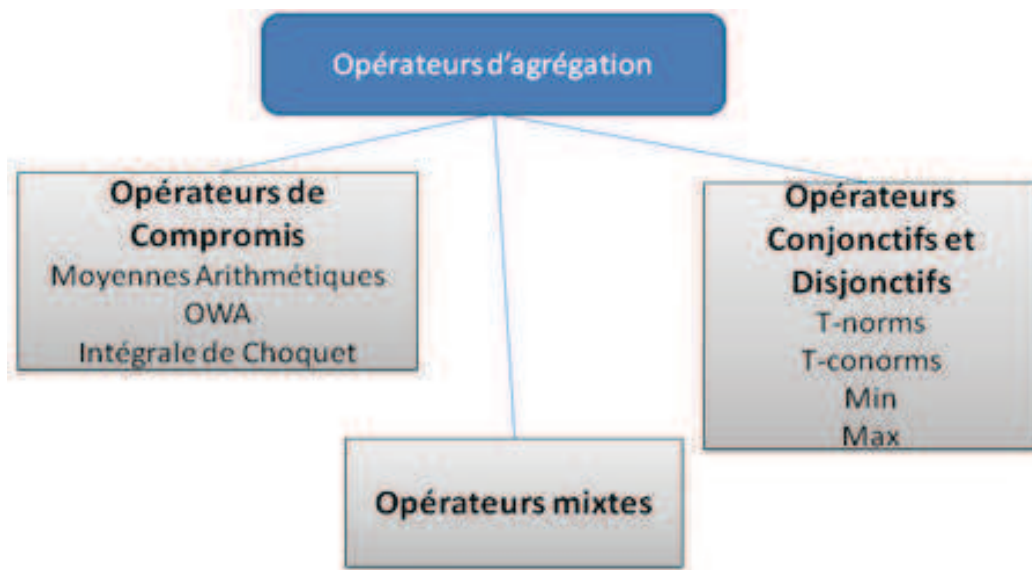 Opérateurs d'agrégation
Opérateurs de
Compromis
Moyennes Arithmétiques
OWA
Intégrale de Choquet
Opérateurs
Conjonctifs et
Disjonctifs
T-norms
T-conorms
Min
Max
Opérateurs mixtes